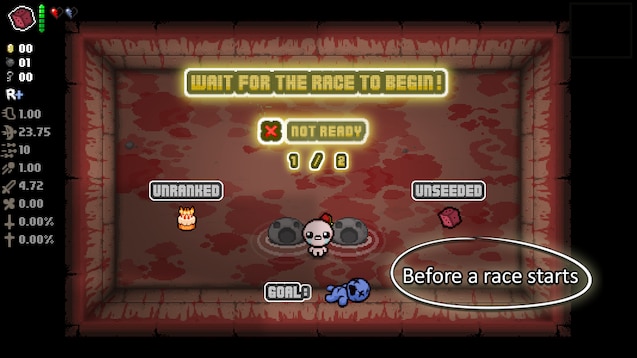 00
01
00
R+
1.00
23.75
10
1.00
4.72
0.00
0.00%
0.00%
WAIT FOR THE RACE TO BEGIN!
NOT READY
1 / 2
UNRANKED
UNSEEDED
Before a race starts
GOAL: